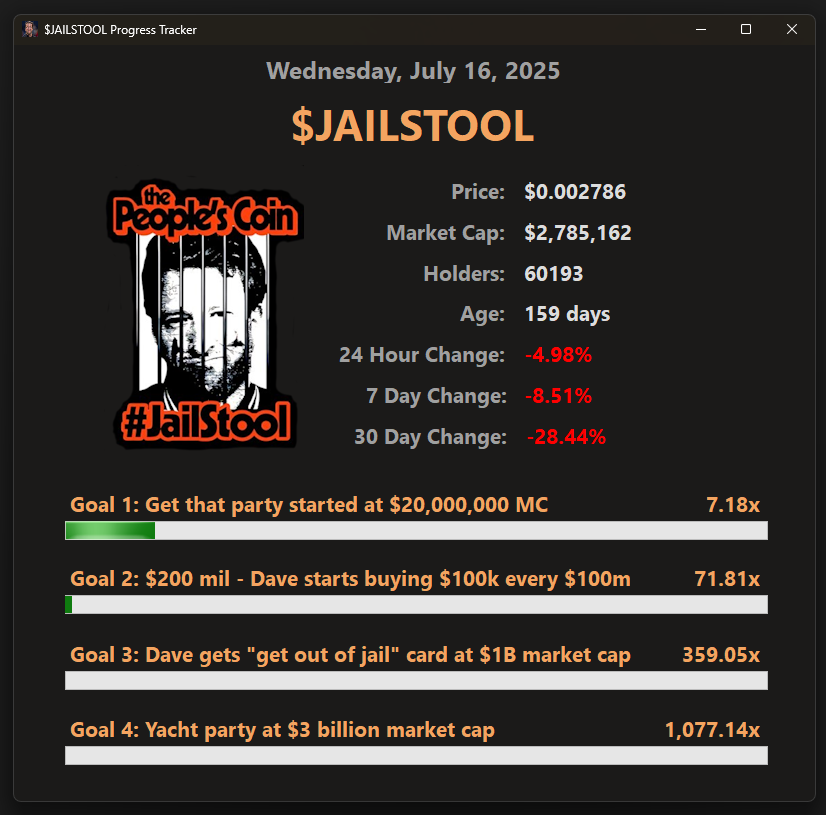 $JAILSTOOL Progress Tracker
Wednesday, July 16, 2025
$JAILSTOOL
the
People's Coin
#JailStool
Price: $0.002786
Market Cap: $2,785,162
Holders: 60193
Age: 159 days
24 Hour Change: -4.98%
7 Day Change: -8.51%
30 Day Change: -28.44%
Goal 1: Get that party started at $20,000,000 MC 7.18x
Goal 2: $200 mil - Dave starts buying $100k every $100m 71.81x
Goal 3: Dave gets "get out of jail" card at $1B market cap 359.05x
Goal 4: Yacht party at $3 billion market cap 1,077.14x